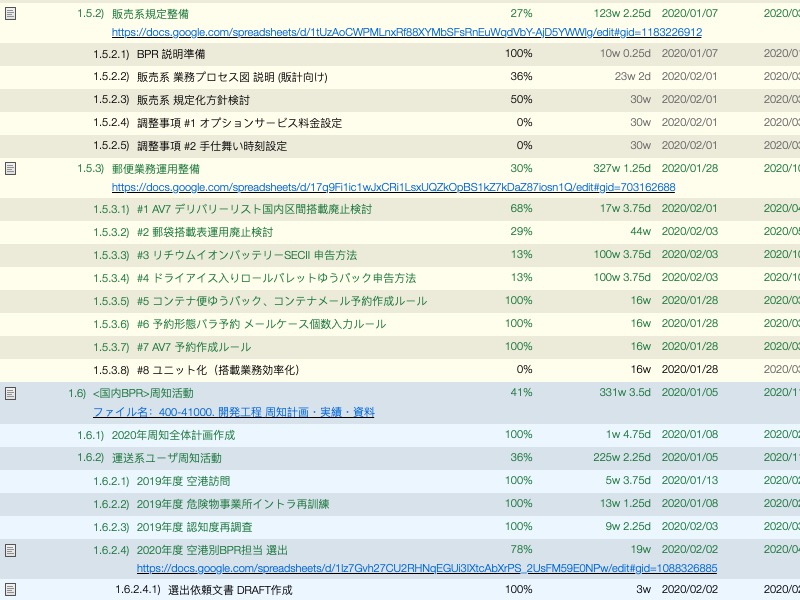 1.5.2) 販売系規定整備 27% 123w 2.25d 2020/01/07 2020/0
https://docs.google.com/spreadsheets/d/1tUzAoCWPMLnxRf88XYMbSFsRnEuWqdVbY-AjD5YWWlg/edit#gid=1183226912
1.5.2.1) BPR 説明準備 100% 10w 0.25d 2020/01/07 2020/0
1.5.2.2) 販売系 業務プロセス図 説明 (販計向け) 36% 23w 2d 2020/02/01 2020/0
1.5.2.3) 販売系 規定化方針検討 50% 30w 2020/02/01 2020/0
1.5.2.4) 調整事項 #1 オプションサービス料金設定 0% 30w 2020/02/01 2020/0
1.5.2.5) 調整事項 #2 手仕舞い時刻設定 0% 30w 2020/02/01 2020/0
1.5.3) 郵便業務運用整備 30% 327w 1.25d 2020/01/28 2020/10
https://docs.google.com/spreadsheets/d/17q9Fi1ic1wJxCRi1LsxUQZkOpBS1kZ7kDaZ87iosn1Q/edit#gid=703162688
1.5.3.1) #1 AV7 デリバリーリスト国内区間搭載廃止検討 68% 17w 3.75d 2020/02/01 2020/0
1.5.3.2) #2 郵袋搭載表運用廃止検討 29% 44w 2020/02/03 2020/0
1.5.3.3) #3 リチウムイオンバッテリーSECII 申告方法 13% 100w 3.75d 2020/02/03 2020/10
1.5.3.4) #4 ドライアイス入りロールパレットゆうパック申告方法 13% 100w 3.75d 2020/02/03 2020/10
1.5.3.5) #5 コンテナ便ゆうパック、コンテナメール予約作成ルール 100% 16w 2020/01/28 2020/0
1.5.3.6) #6 予約形態バラ予約 メールケース個数入力ルール 100% 16w 2020/01/28 2020/0
1.5.3.7) #7 AV7 予約作成ルール 100% 16w 2020/01/28 2020/0
1.5.3.8) #8 ユニット化（搭載業務効率化） 0% 16w 2020/01/28 2020/0
1.6) <国内BPR>周知活動 41% 331w 3.5d 2020/01/05 2020/11
ファイル名：400-41000. 開発工程 周知計画・実績・資料
1.6.1) 2020年周知全体計画作成 100% 1w 4.75d 2020/01/08 2020/0
1.6.2) 運送系ユーザ周知活動 36% 225w 2.25d 2020/01/05 2020/11
1.6.2.1) 2019年度 空港訪問 100% 5w 3.75d 2020/01/13 2020/0
1.6.2.2) 2019年度 危険物事業所イントラ再訓練 100% 13w 1.25d 2020/01/08 2020/0
1.6.2.3) 2019年度 認知度再調査 100% 9w 2.25d 2020/02/03 2020/0
1.6.2.4) 2020年度 空港別BPR担当 選出 78% 19w 2020/02/02 2020/0
https://docs.google.com/spreadsheets/d/1lz7Gvh27CU2RHNqEGUi3lXtcAbXrPS_2UsFM59E0NPw/edit#gid=1088326885
1.6.2.4.1) 選出依頼文書 DRAFT作成 100% 3w 2020/02/02 2020/0